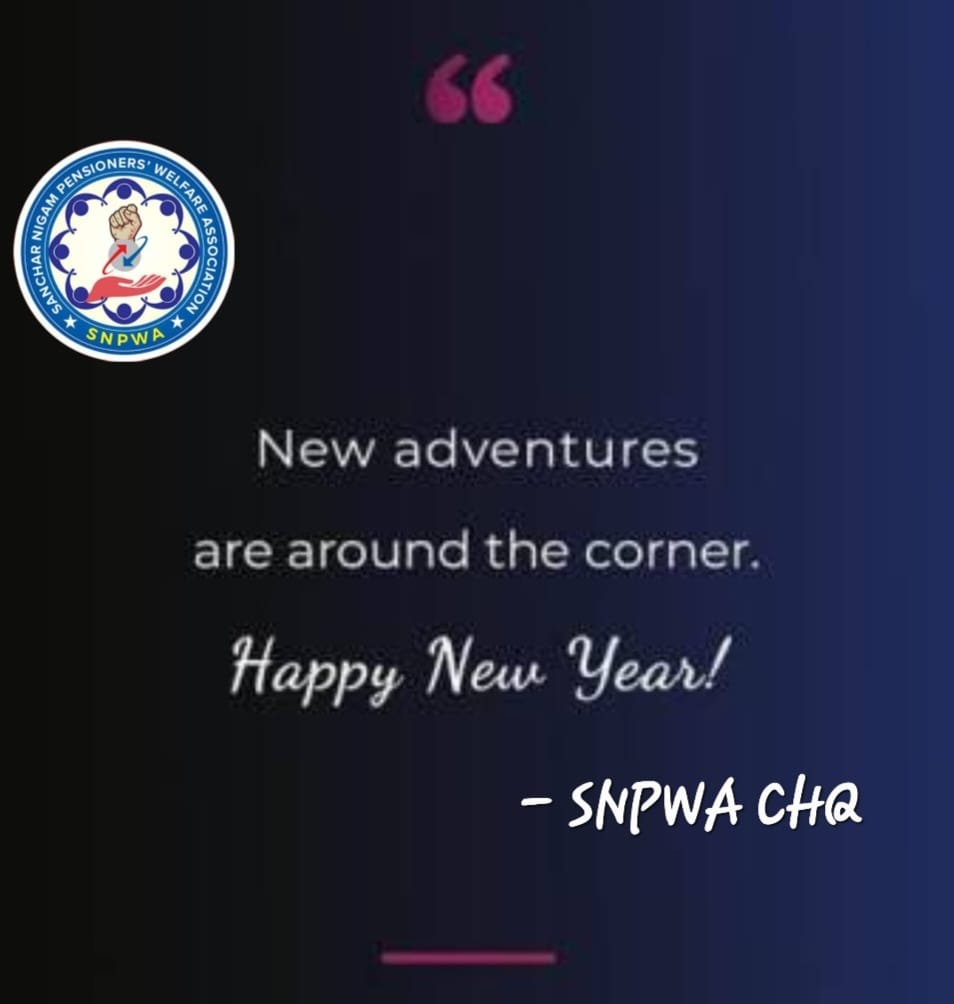 ❝
SANCHAR NIGAM PENSIONERS' WELFARE ASSOCIATION
★ SNPWA ★
New adventures
are around the corner.
Happy New Year!
- SNPWA CHQ